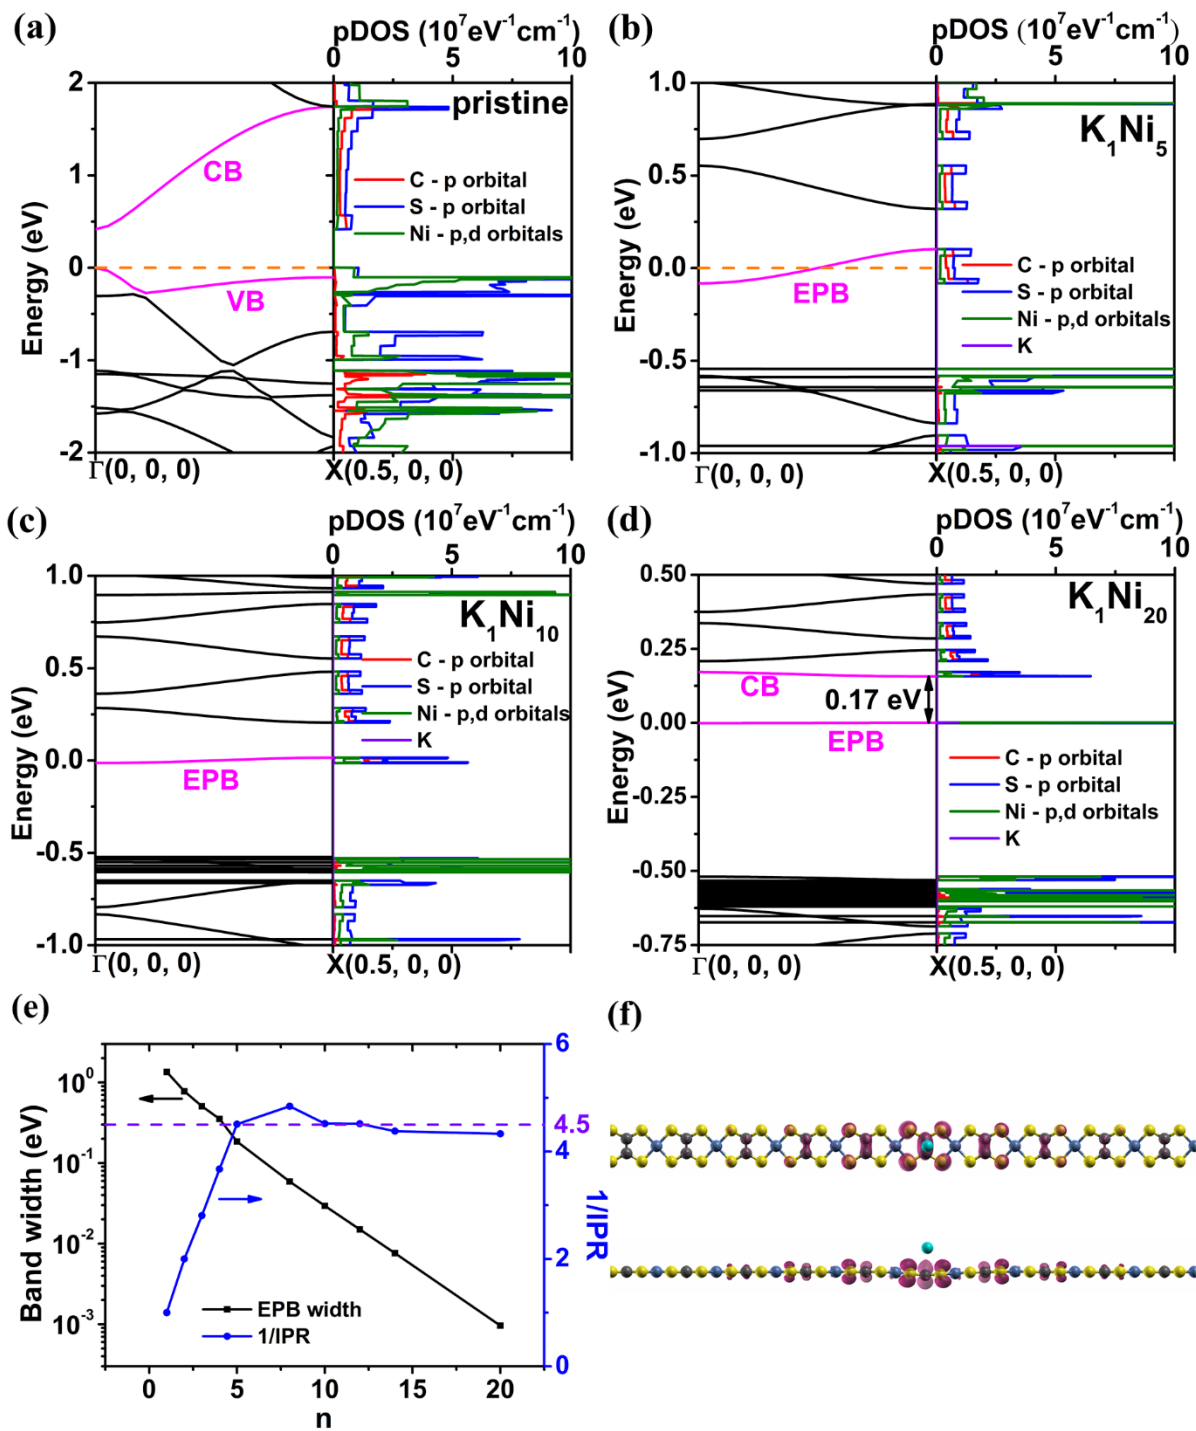 (a)
pDOS (10⁷eV⁻¹cm⁻¹)
0 5 10
pristine
CB
VB
C - p orbital
S - p orbital
Ni - p,d orbitals
Energy (eV)
2
1
0
-1
-2
Γ(0, 0, 0)
X(0.5, 0, 0)
(b)
pDOS (10⁷eV⁻¹cm⁻¹)
0 5 10
K₁Ni₅
EPB
C - p orbital
S - p orbital
Ni - p,d orbitals
K
Energy (eV)
1.0
0.5
0.0
-0.5
-1.0
Γ(0, 0, 0)
X(0.5, 0, 0)
(c)
pDOS (10⁷eV⁻¹cm⁻¹)
0 5 10
K₁Ni₁₀
C - p orbital
S - p orbital
Ni - p,d orbitals
K
EPB
Energy (eV)
1.0
0.5
0.0
-0.5
-1.0
Γ(0, 0, 0)
X(0.5, 0, 0)
(d)
pDOS (10⁷eV⁻¹cm⁻¹)
0 5 10
K₁Ni₂₀
CB
0.17 eV
EPB
C - p orbital
S - p orbital
Ni - p,d orbitals
K
Energy (eV)
0.50
0.25
0.00
-0.25
-0.50
-0.75
Γ(0, 0, 0)
X(0.5, 0, 0)
(e)
Band width (eV)
10⁰
10⁻¹
10⁻²
10⁻³
EPB width
1/IPR
6
4.5
4
2
0
1/IPR
0 5 10 15 20
n
(f)